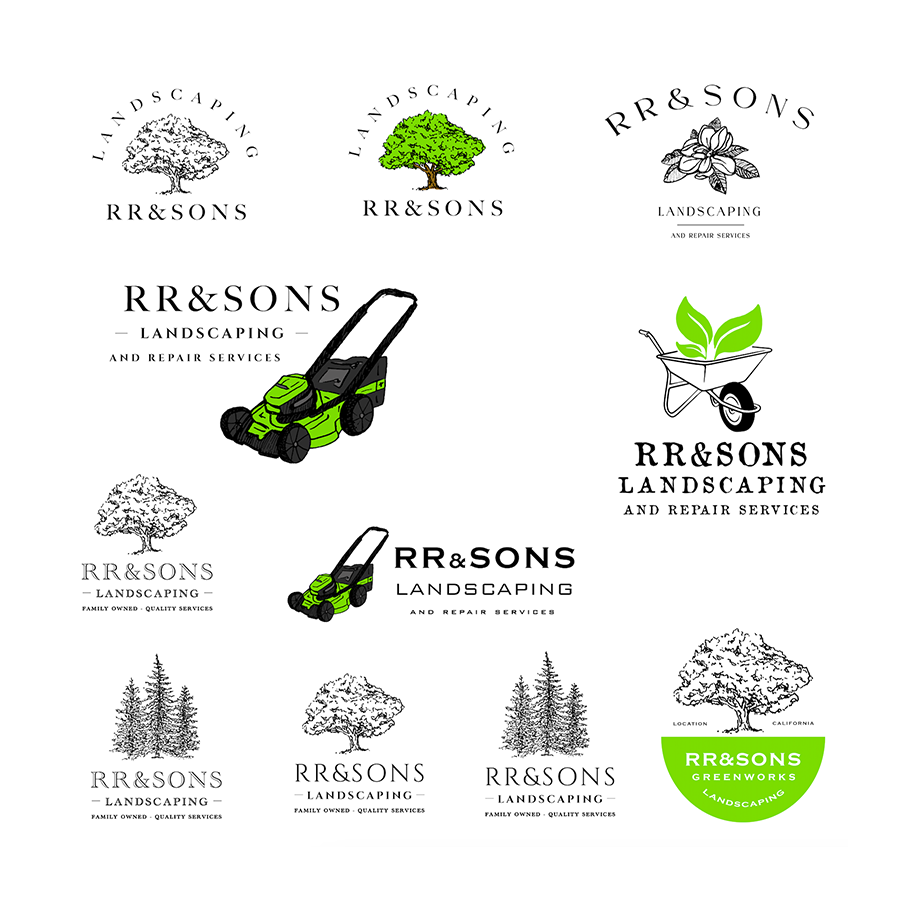 LANDSCAPING
RR&SONS
LANDSCAPING
RR&SONS
RR&SONS
LANDSCAPING
AND REPAIR SERVICES
RR&SONS
– LANDSCAPING –
AND REPAIR SERVICES
RR&SONS
LANDSCAPING
AND REPAIR SERVICES
RR&SONS
– LANDSCAPING –
FAMILY OWNED - QUALITY SERVICES
RR&SONS
LANDSCAPING
AND REPAIR SERVICES
RR&SONS
– LANDSCAPING –
FAMILY OWNED - QUALITY SERVICES
RR&SONS
– LANDSCAPING –
FAMILY OWNED - QUALITY SERVICES
RR&SONS
– LANDSCAPING –
FAMILY OWNED - QUALITY SERVICES
LOCATION CALIFORNIA
RR&SONS
GREENWORKS
LANDSCAPING